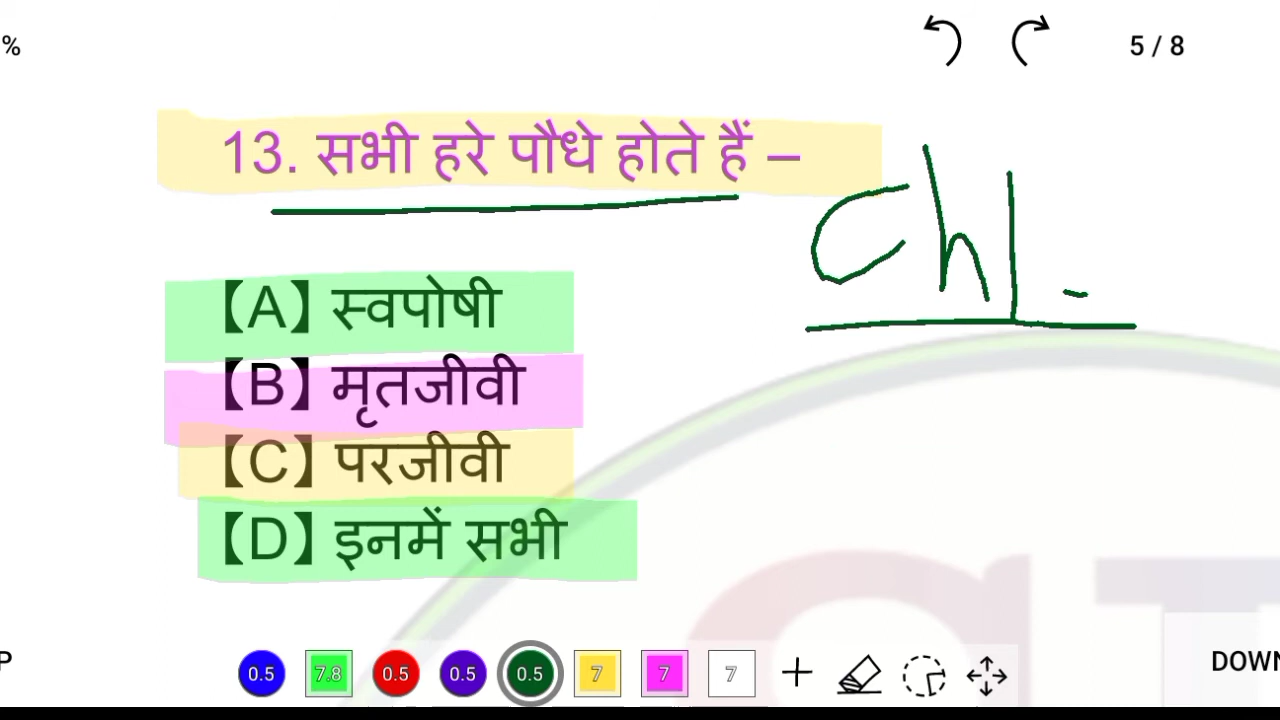 %
5 / 8
13. सभी हरे पौधे होते हैं –
Chl -
【A】 स्वपोषी
【B】 मृतजीवी
【C】 परजीवी
【D】 इनमें सभी
P
DOWN
0.5 7.8 0.5 0.5 0.5 7 7 7